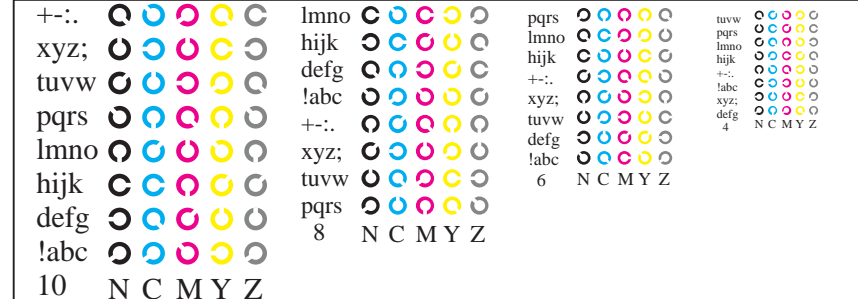 +-:.
xyz;
tuvw
pqrs
lmno
hijk
defg
!abc
10 N C M Y Z
lmno
hijk
defg
!abc
+-:.
xyz;
tuvw
pqrs
8 N C M Y Z
pqrs
lmno
hijk
+-:.
xyz;
tuvw
defg
!abc
6 N C M Y Z
tuvw
pqrs
lmno
hijk
+-:.
!abc
xyz;
defg
4 N C M Y Z